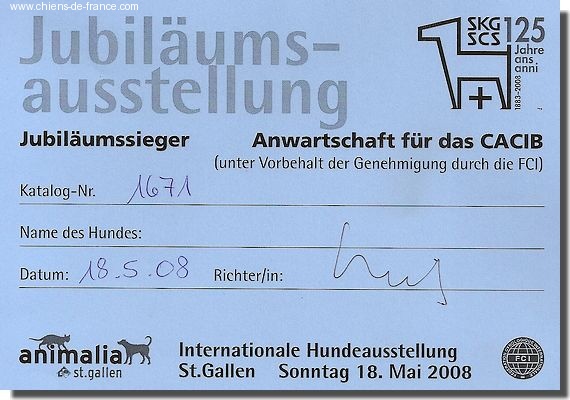 www.chiens-de-france.com
Jubiläums-
ausstellung
SKG
SCS
125
Jahre
ans
anni
1883-2008
Jubiläumssieger
Anwartschaft für das CACIB
(unter Vorbehalt der Genehmigung durch die FCI)
Katalog-Nr. 1671
Name des Hundes:
Datum: 18.5.08 Richter/in:
animalia
st.gallen
Internationale Hundeausstellung
St.Gallen Sonntag 18. Mai 2008
FCI